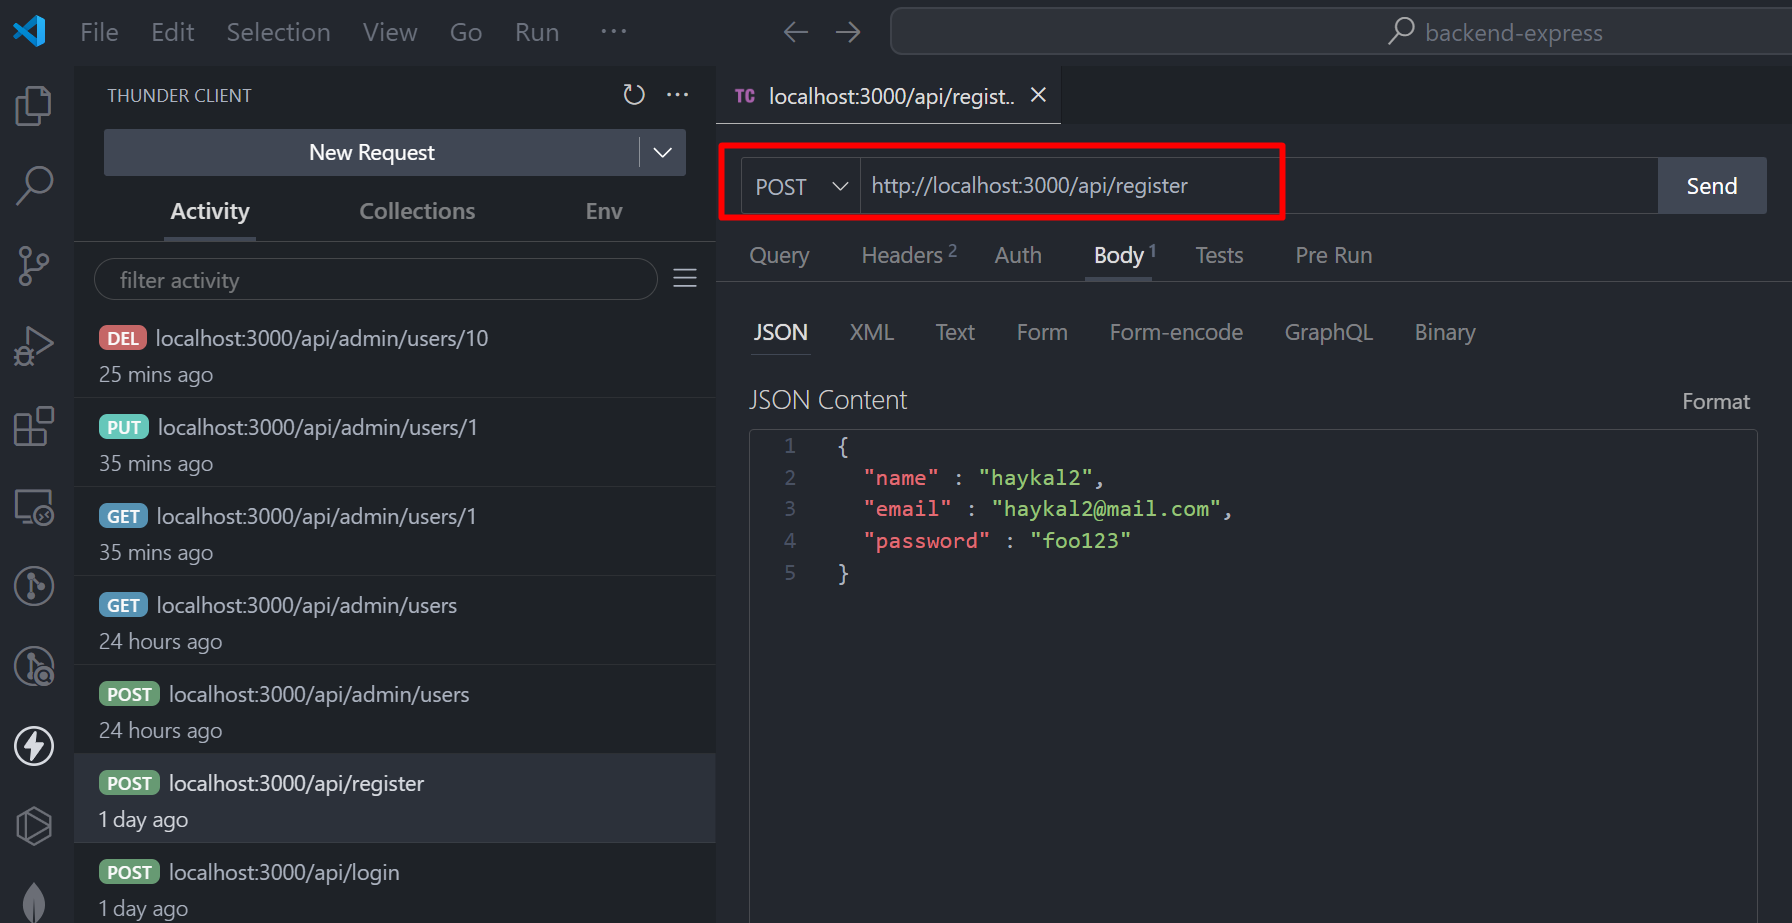 File Edit Selection View Go Run ...
backend-express
THUNDER CLIENT
New Request
Activity Collections Env
filter activity
DEL localhost:3000/api/admin/users/10
25 mins ago
PUT localhost:3000/api/admin/users/1
35 mins ago
GET localhost:3000/api/admin/users/1
35 mins ago
GET localhost:3000/api/admin/users
24 hours ago
POST localhost:3000/api/admin/users
24 hours ago
POST localhost:3000/api/register
1 day ago
POST localhost:3000/api/login
1 day ago
TC localhost:3000/api/regist..
POST http://localhost:3000/api/register Send
Query Headers 2 Auth Body 1 Tests Pre Run
JSON XML Text Form Form-encode GraphQL Binary
JSON Content Format
1 {
2 "name" : "haykal2",
3 "email" : "haykal2@mail.com",
4 "password" : "foo123"
5 }